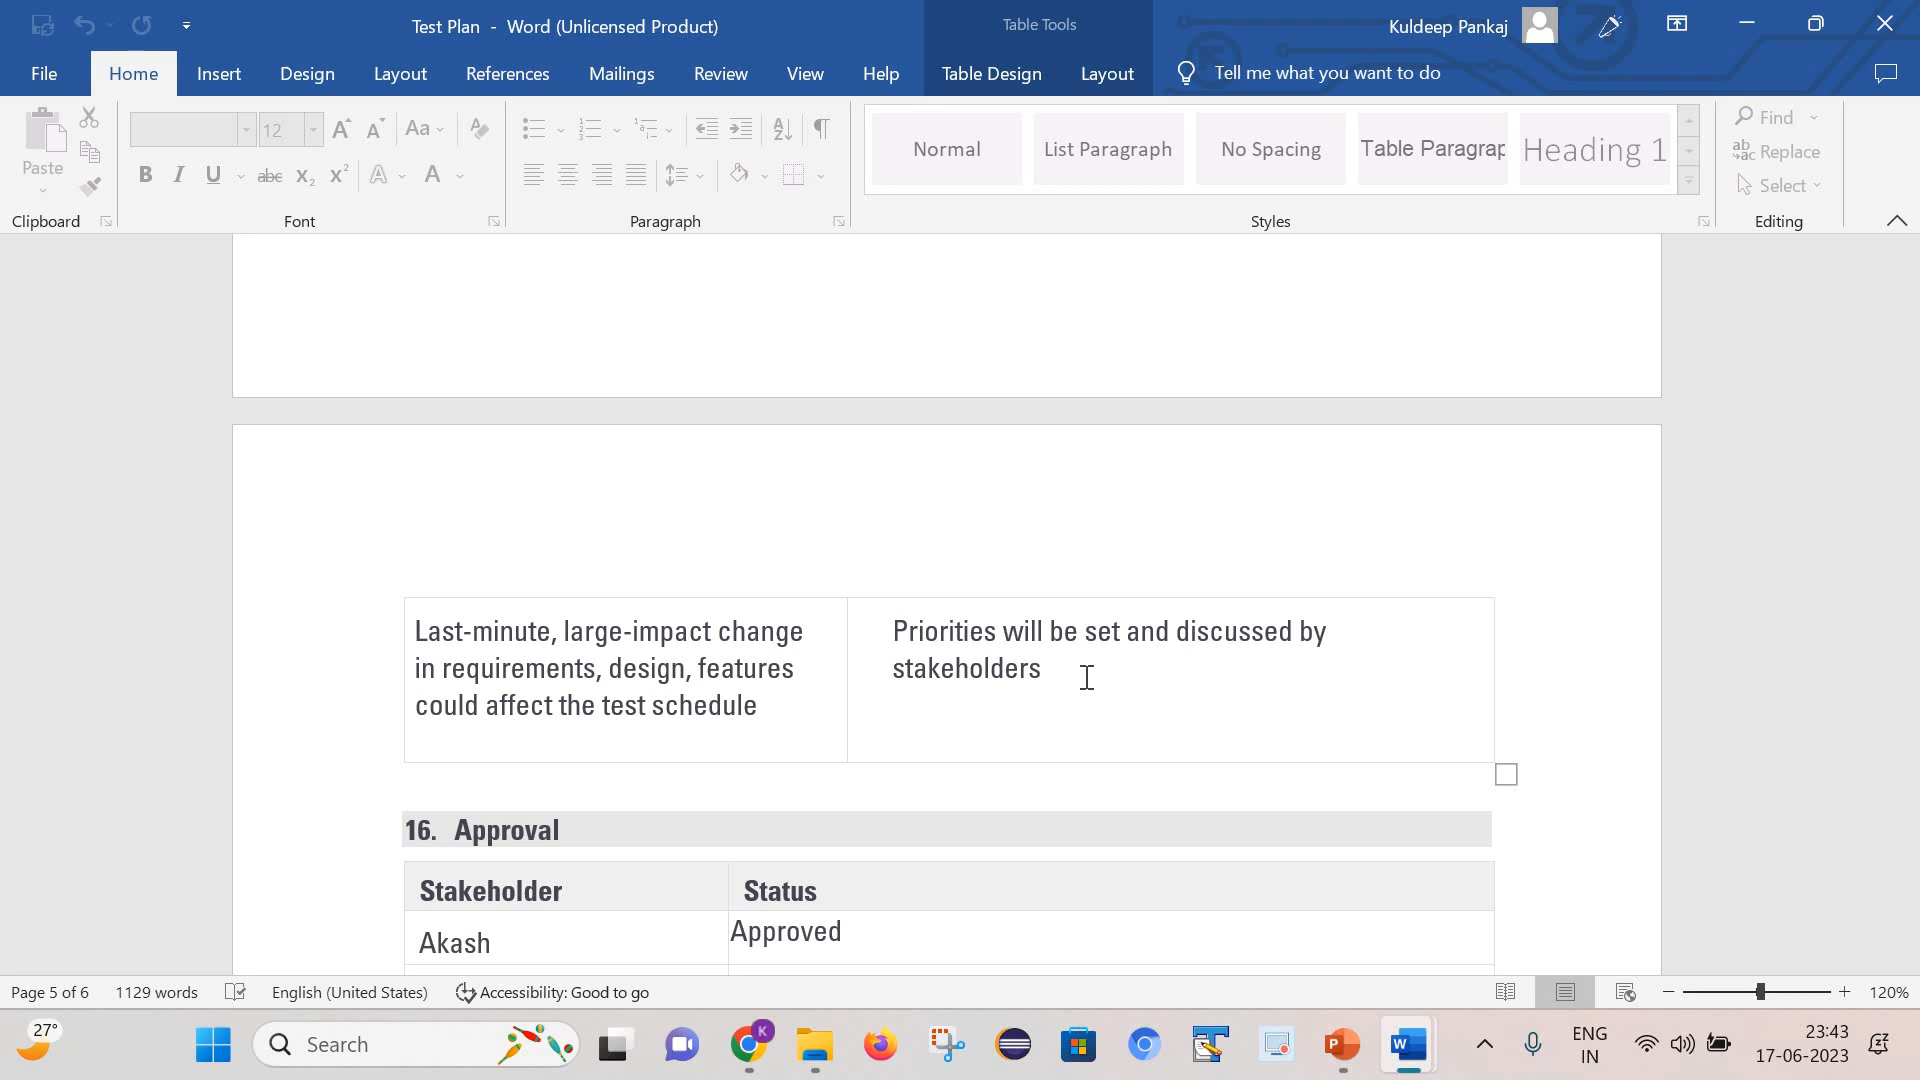 Test Plan - Word (Unlicensed Product)
Table Tools
Kuldeep Pankaj
File Home Insert Design Layout References Mailings Review View Help Table Design Layout Tell me what you want to do
12 Aa
Paste
B I U abc X2 X2 A A
Normal List Paragraph No Spacing Table Paragrap Heading 1
Find
Replace
Select
Clipboard Font Paragraph Styles Editing
Last-minute, large-impact change
in requirements, design, features
could affect the test schedule
Priorities will be set and discussed by
stakeholders
16. Approval
Stakeholder Status
Akash Approved
Page 5 of 6 1129 words English (United States) Accessibility: Good to go 120%
27° Search K P W ENG
IN
23:43
17-06-2023